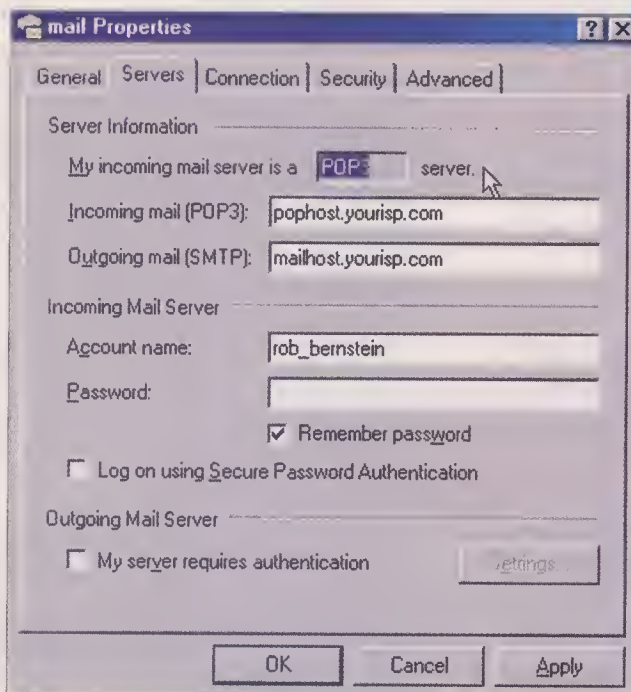 mail Properties
General Servers Connection Security Advanced
Server Information
My incoming mail server is a POP3 server.
Incoming mail (POP3): pophost.yourisp.com
Outgoing mail (SMTP): mailhost.yourisp.com
Incoming Mail Server
Account name: rob_bernstein
Password:
Remember password
Log on using Secure Password Authentication
Outgoing Mail Server
My server requires authentication Settings...
OK Cancel Apply